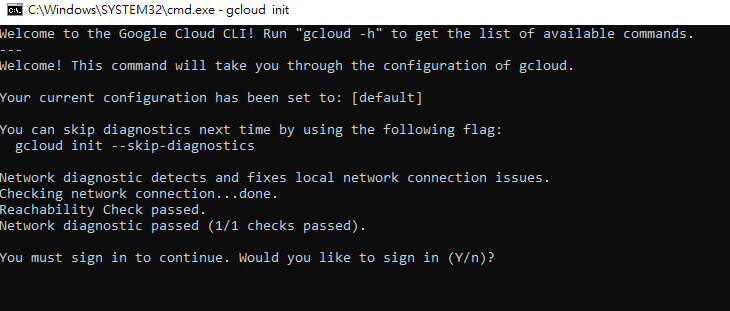 C:\Windows\SYSTEM32\cmd.exe - gcloud  init
Welcome to the Google Cloud CLI! Run "gcloud -h" to get the list of available commands.
---
Welcome! This command will take you through the configuration of gcloud.
Your current configuration has been set to: [default]
You can skip diagnostics next time by using the following flag:
  gcloud init --skip-diagnostics
Network diagnostic detects and fixes local network connection issues.
Checking network connection...done.
Reachability Check passed.
Network diagnostic passed (1/1 checks passed).
You must sign in to continue. Would you like to sign in (Y/n)?